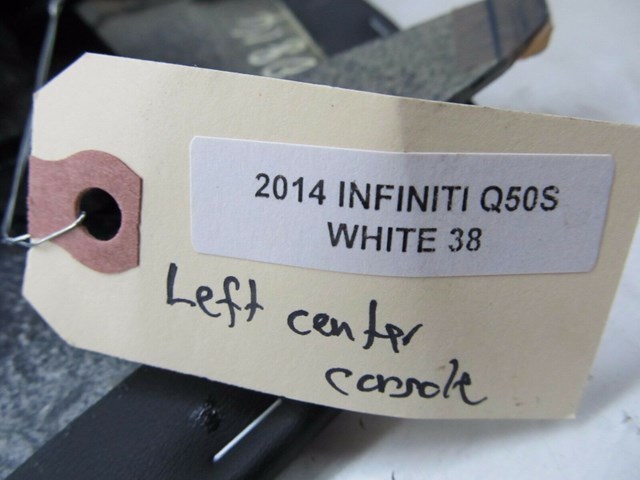 2014 INFINITI Q50S
WHITE 38
Left center
console